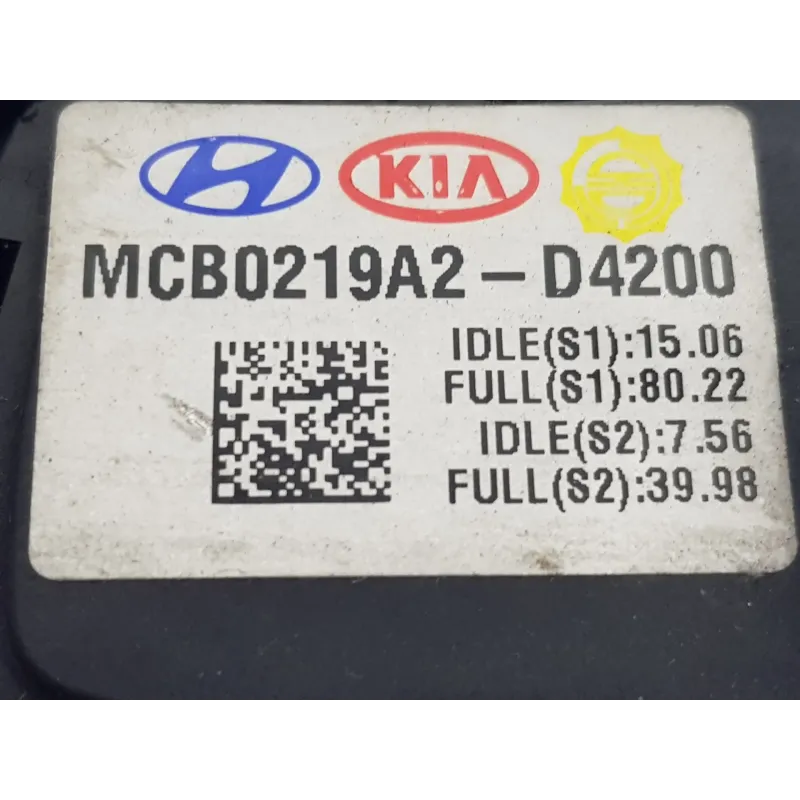 KIA
MCB0219A2-D4200
IDLE(S1):15.06
FULL(S1):80.22
IDLE(S2):7.56
FULL(S2):39.98